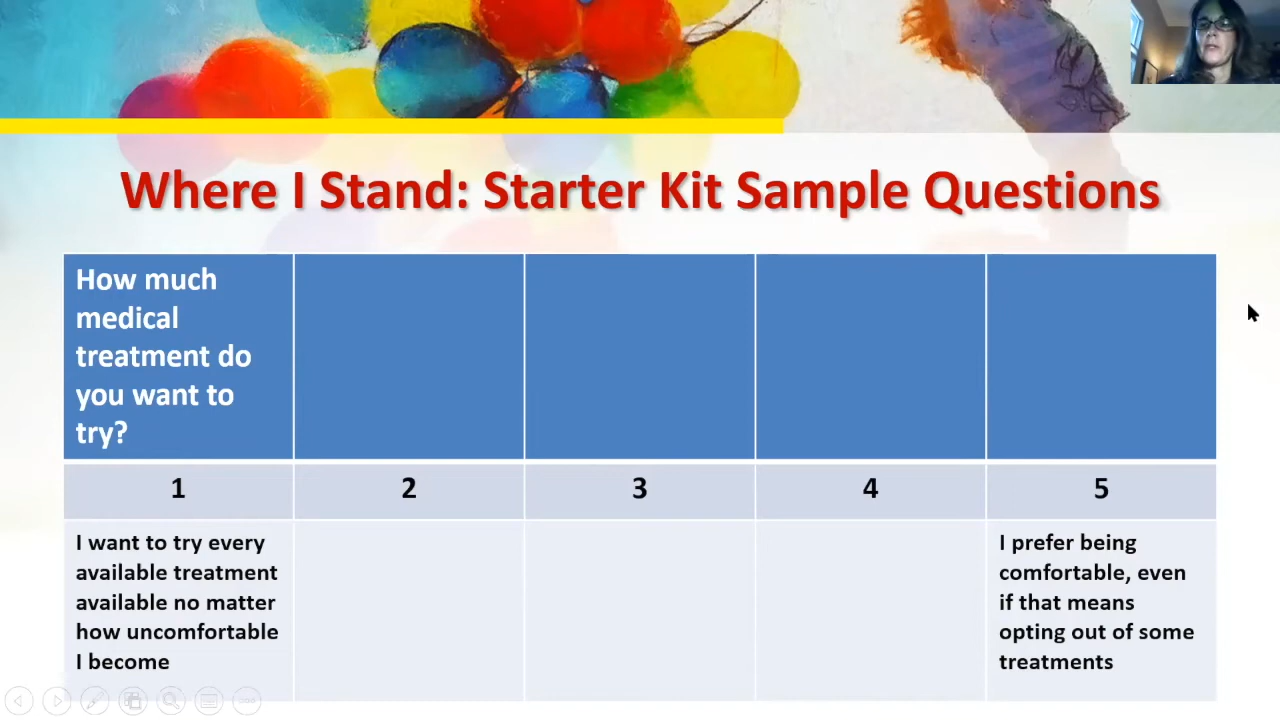 Where I Stand: Starter Kit Sample Questions
How much
medical
treatment do
you want to
try?
1 2 3 4 5
I want to try every
available treatment
available no matter
how uncomfortable
I become
I prefer being
comfortable, even
if that means
opting out of some
treatments